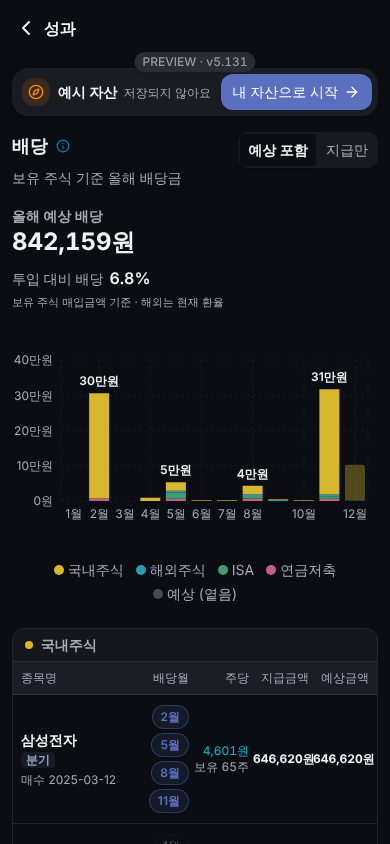 성과
PREVIEW · v5.131
예시 자산 저장되지 않아요 내 자산으로 시작 →
배당
예상 포함 지급만
보유 주식 기준 올해 배당금
올해 예상 배당
842,159원
투입 대비 배당 6.8%
보유 주식 매입금액 기준 · 해외는 현재 환율
40만원
30만원
20만원
10만원
0원
30만원
5만원
4만원
31만원
1월 2월 3월 4월 5월 6월 7월 8월 10월 12월
국내주식 해외주식 ISA 연금저축
예상 (옅음)
국내주식
종목명 배당월 주당 지급금액 예상금액
삼성전자
분기
매수 2025-03-12
2월
5월
8월
11월
4,601원
보유 65주
646,620원 646,620원